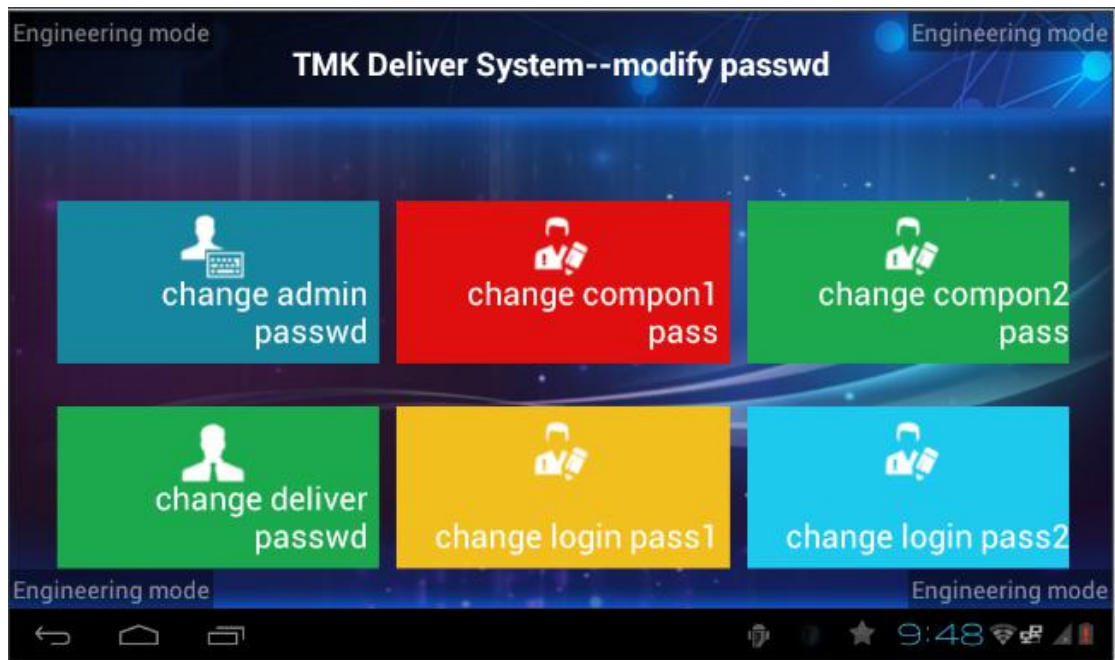 Engineering mode
Engineering mode
TMK Deliver System--modify passwd
change admin
passwd
change compon1
pass
change compon2
pass
change deliver
passwd
change login pass1
change login pass2
Engineering mode
Engineering mode
9:48